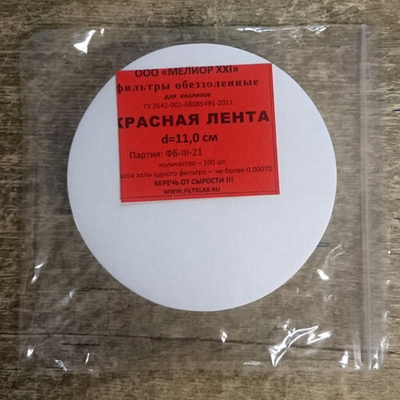 ООО «МЕЛИОР XXI»
фильтры обеззоленные
для анализов
ТУ 2642-001-68085491-2011
КРАСНАЯ ЛЕНТА
d=11,0 см
Партия: ФБ-III-21
количество – 100 шт
масса золы одного фильтра – не более 0,00072
БЕРЕЧЬ ОТ СЫРОСТИ !!!
WWW.FILTRLAB.RU